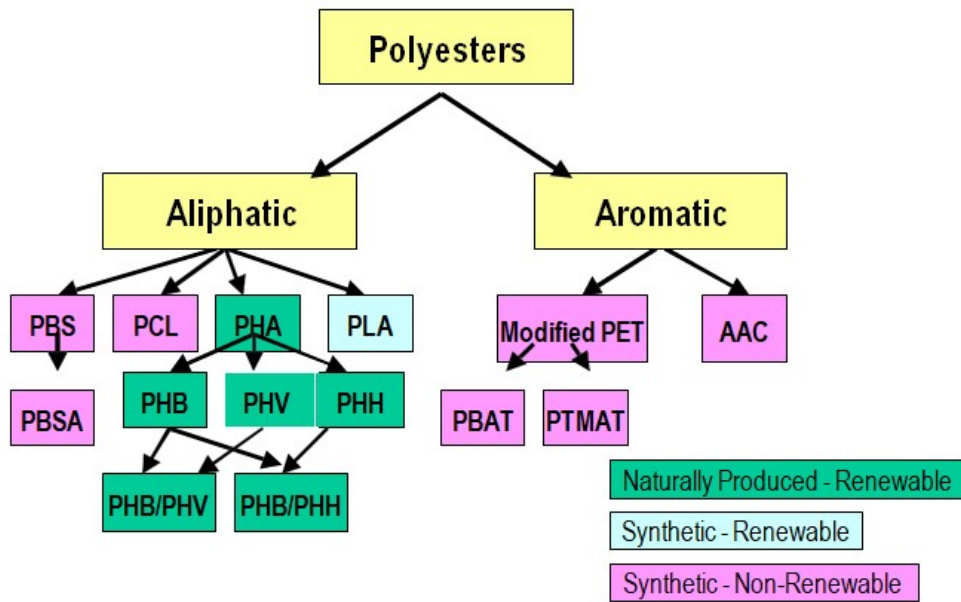 Polyesters
Aliphatic
Aromatic
PBS
PCL
PHA
PLA
Modified PET
AAC
PHB
PHV
PHH
PBSA
PBAT
PTMAT
PHB/PHV
PHB/PHH
Naturally Produced - Renewable
Synthetic - Renewable
Synthetic - Non-Renewable